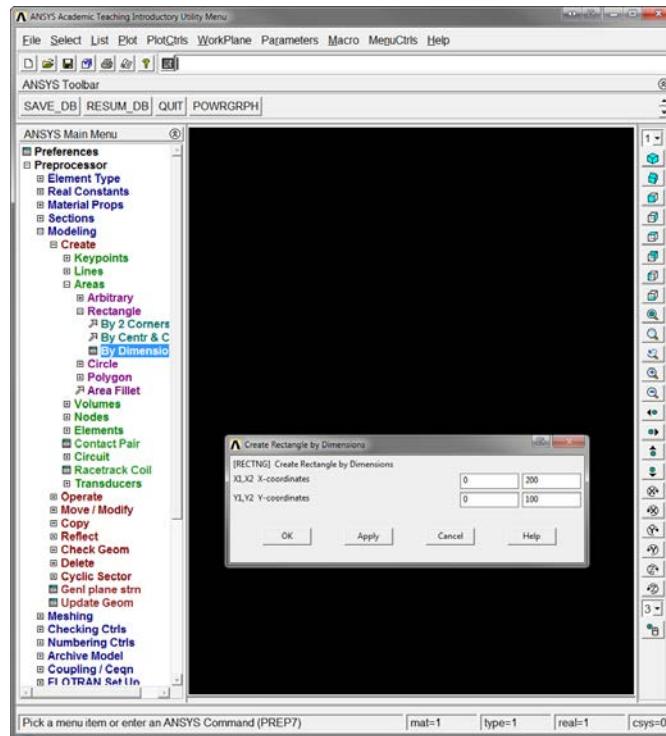 ANSYS Academic Teaching Introductory Utility Menu
File Select List Plot PlotCtrls WorkPlane Parameters Macro MenuCtrls Help
ANSYS Toolbar
SAVE_DB RESUM_DB QUIT POWRGRPH
ANSYS Main Menu
Preferences
Preprocessor
Element Type
Real Constants
Material Props
Sections
Modeling
Create
Keypoints
Lines
Areas
Arbitrary
Rectangle
By 2 Corners
By Centr & C
By Dimensio
Circle
Polygon
Area Fillet
Volumes
Nodes
Elements
Contact Pair
Circuit
Racetrack Coil
Transducers
Operate
Move / Modify
Copy
Reflect
Check Geom
Delete
Cyclic Sector
Genl plane strn
Update Geom
Meshing
Checking Ctrls
Numbering Ctrls
Archive Model
Coupling / Ceqn
FLOTRAN Set Up
Create Rectangle by Dimensions
[RECTNG] Create Rectangle by Dimensions
X1,X2 X-coordinates 0 200
Y1,Y2 Y-coordinates 0 100
OK Apply Cancel Help
1
3
Pick a menu item or enter an ANSYS Command (PREP7) mat=1 type=1 real=1 csys=0